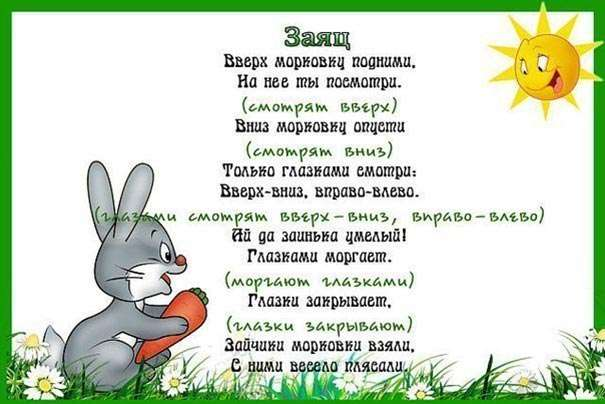 Заяц
Вверх морковку подними,
На нее ты посмотри.
(смотрят вверх)
Вниз морковку опусти
(смотрят вниз)
Только глазками смотри:
Вверх-вниз, вправо-влево.
(глазами смотрят вверх – вниз, вправо – влево)
Ай да заинька умелый!
Глазками моргает.
(моргают глазками)
Глазки закрывает,
(глазки закрывают)
Зайчики морковки взяли,
С ними весело плясали.